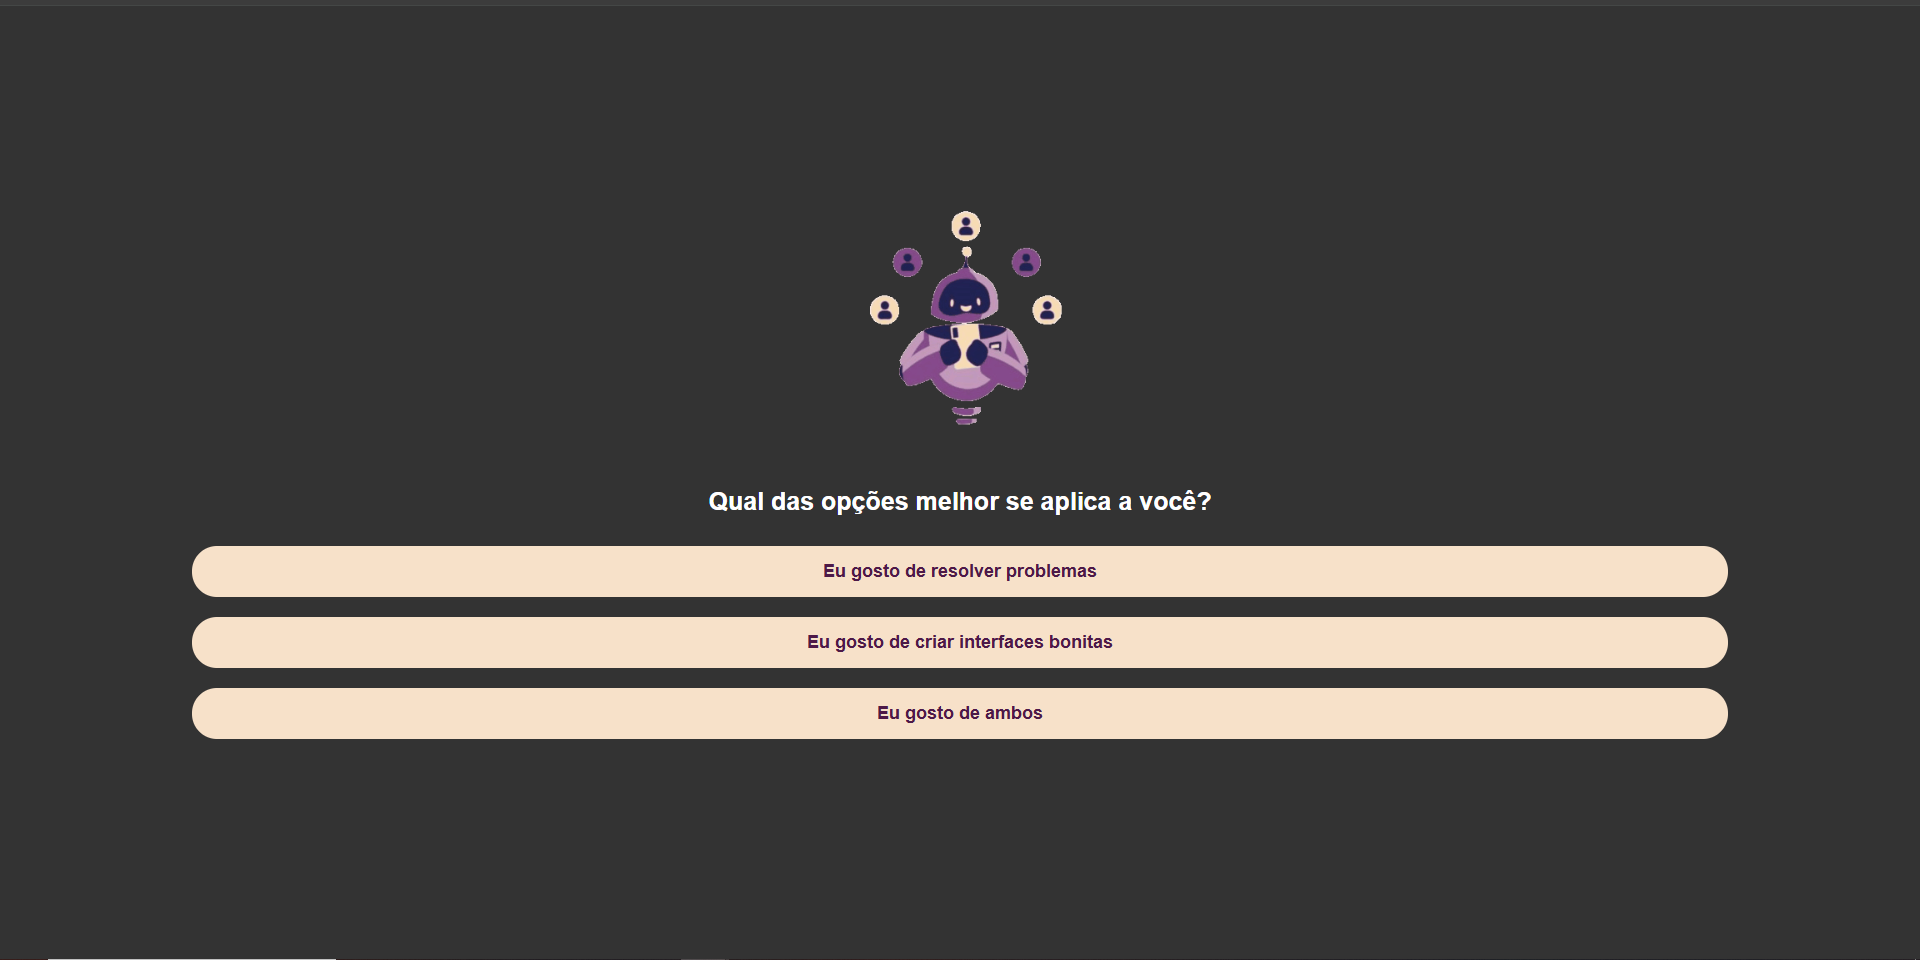 Qual das opções melhor se aplica a você?
Eu gosto de resolver problemas
Eu gosto de criar interfaces bonitas
Eu gosto de ambos